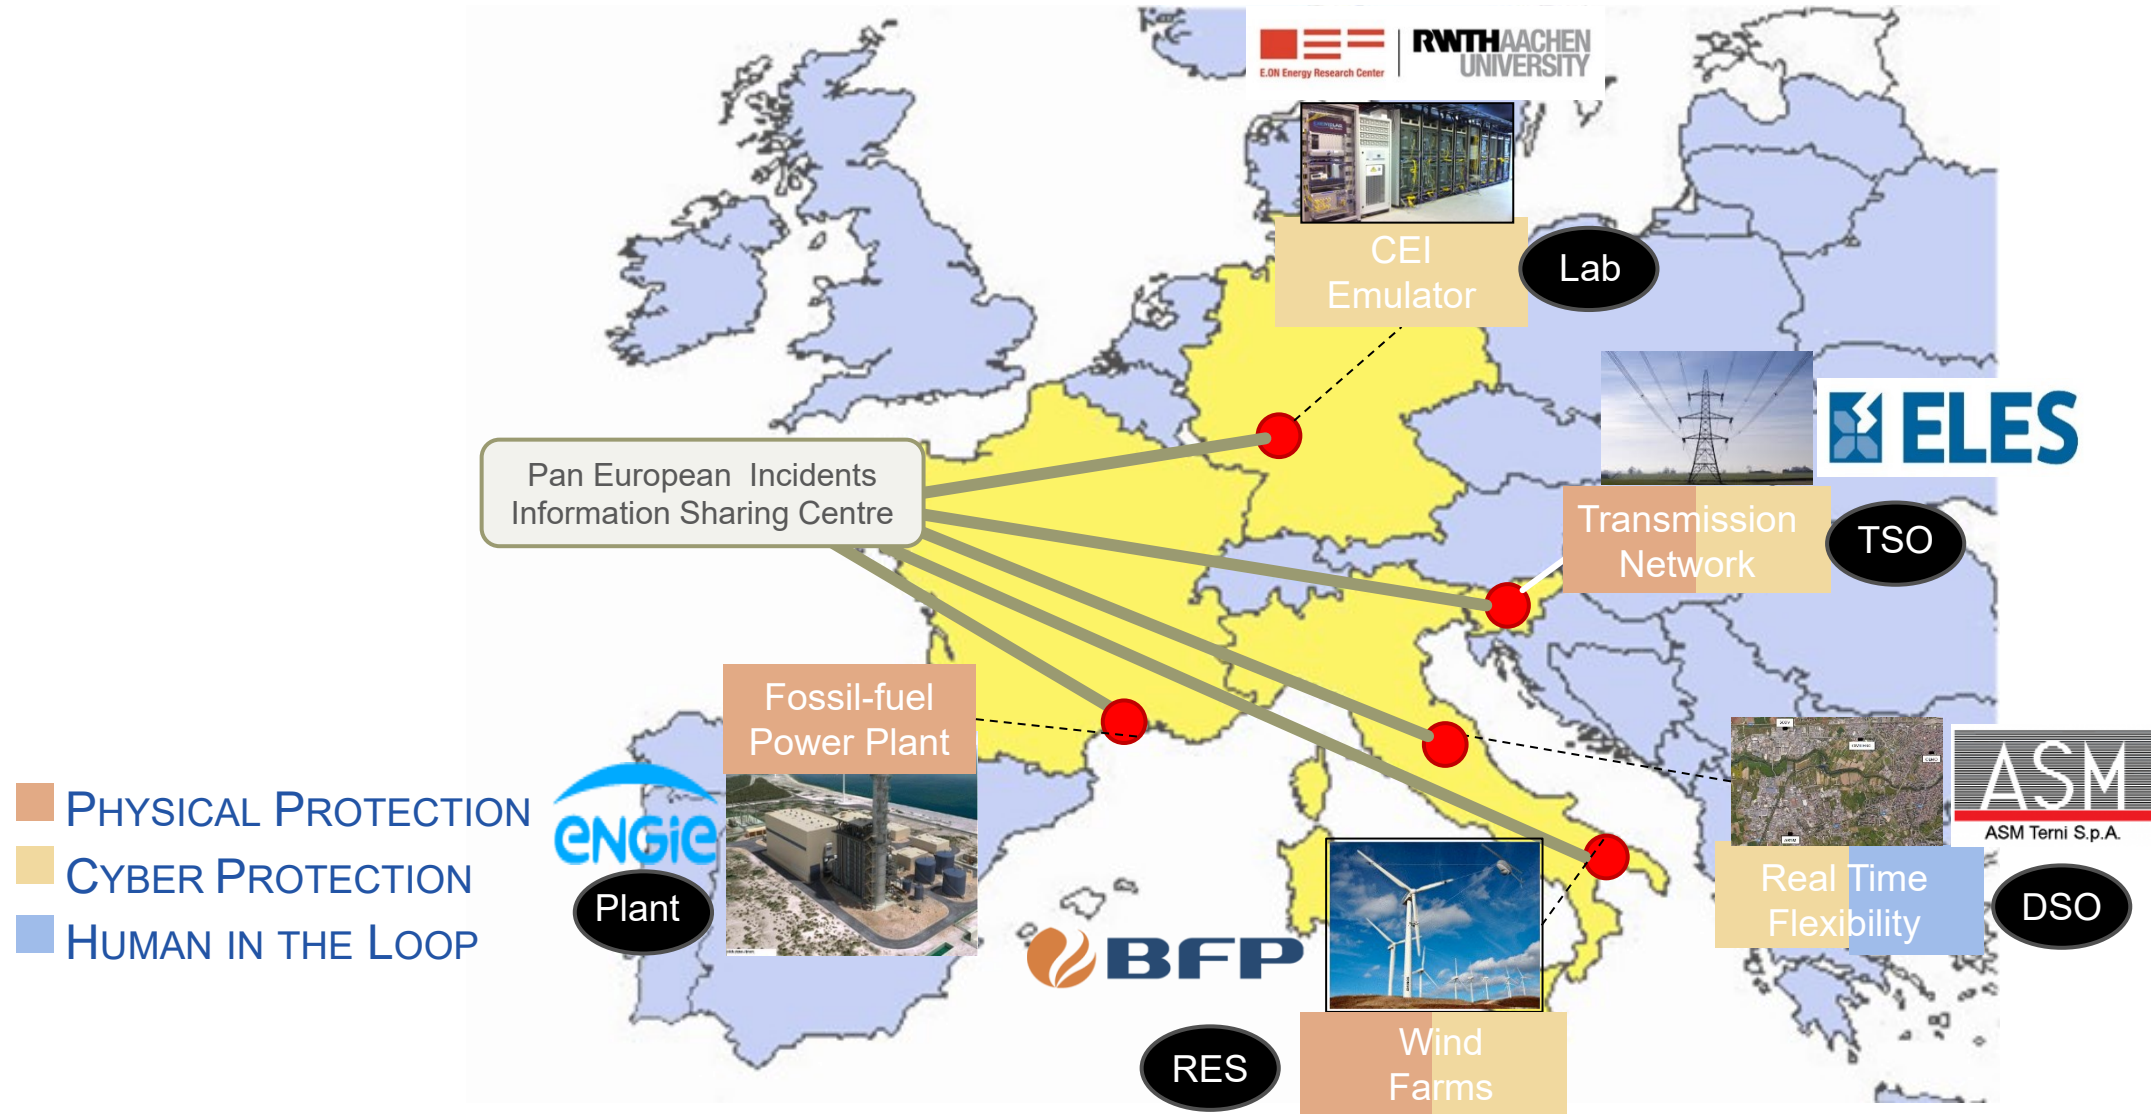 E.ON Energy Research Center
RWTHAACHEN
UNIVERSITY
CEI
Emulator
Lab
ELES
Transmission
Network
TSO
Pan European Incidents
Information Sharing Centre
Fossil-fuel
Power Plant
ENGIE
Plant
PHYSICAL PROTECTION
CYBER PROTECTION
HUMAN IN THE LOOP
ASM
ASM Terni S.p.A.
Real Time
Flexibility
DSO
BFP
RES
Wind
Farms